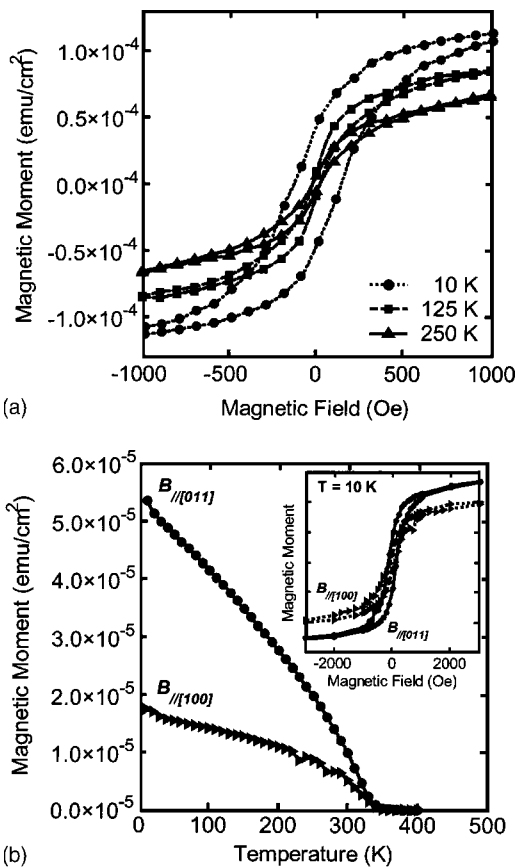 1.0×10⁻⁴
0.5×10⁻⁴
0.0×10⁻⁴
-0.5×10⁻⁴
-1.0×10⁻⁴
Magnetic Moment (emu/cm²)
10 K
125 K
250 K
-1000 -500 0 500 1000
Magnetic Field (Oe)
(a)
6.0×10⁻⁵
5.0×10⁻⁵
4.0×10⁻⁵
3.0×10⁻⁵
2.0×10⁻⁵
1.0×10⁻⁵
0.0×10⁻⁵
Magnetic Moment (emu/cm²)
B//[011]
B//[100]
T = 10 K
Magnetic Moment
B//[100]
B//[011]
-2000 0 2000
Magnetic Field (Oe)
0 100 200 300 400 500
Temperature (K)
(b)